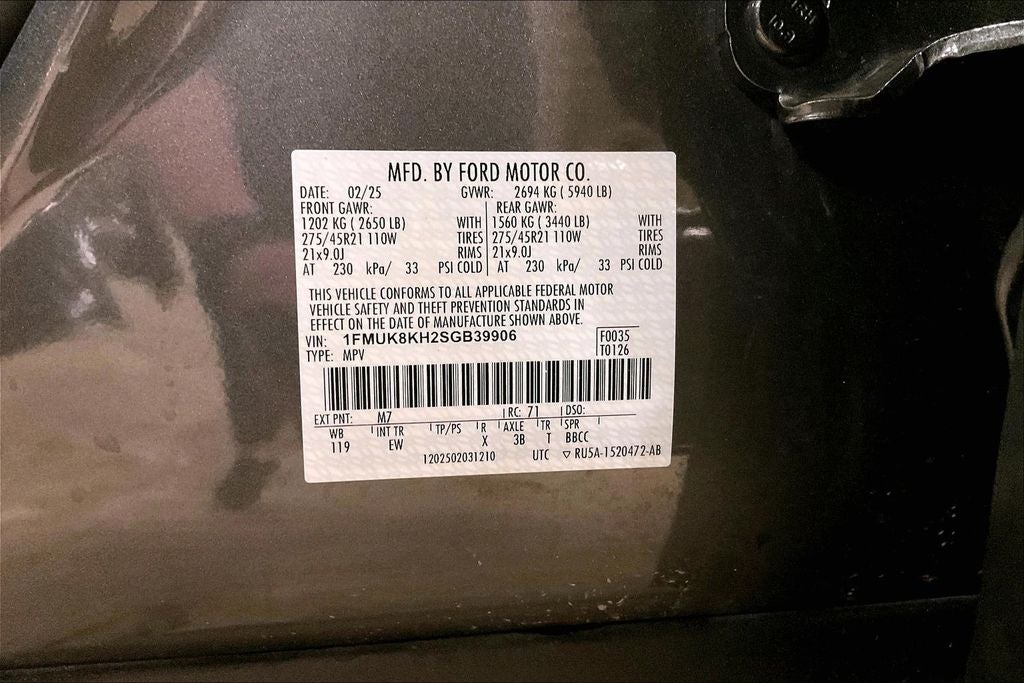 MFD. BY FORD MOTOR CO.
DATE: 02/25 GVWR: 2694 KG ( 5940 LB)
FRONT GAWR: REAR GAWR:
1202 KG ( 2650 LB) WITH 1560 KG ( 3440 LB) WITH
275/45R21 110W TIRES 275/45R21 110W TIRES
21x9.0J RIMS 21x9.0J RIMS
AT 230 kPa/ 33 PSI COLD AT 230 kPa/ 33 PSI COLD
THIS VEHICLE CONFORMS TO ALL APPLICABLE FEDERAL MOTOR
VEHICLE SAFETY AND THEFT PREVENTION STANDARDS IN
EFFECT ON THE DATE OF MANUFACTURE SHOWN ABOVE.
VIN: 1FMUK8KH2SGB39906 F0035
TYPE: MPV T0126
EXT PNT: M7 RC: 71 DSO:
WB INT TR TP/PS R AXLE TR SPR
119 EW X 3B T BBCC
1202502031210 UTC ▽ RU5A-1520472-AB